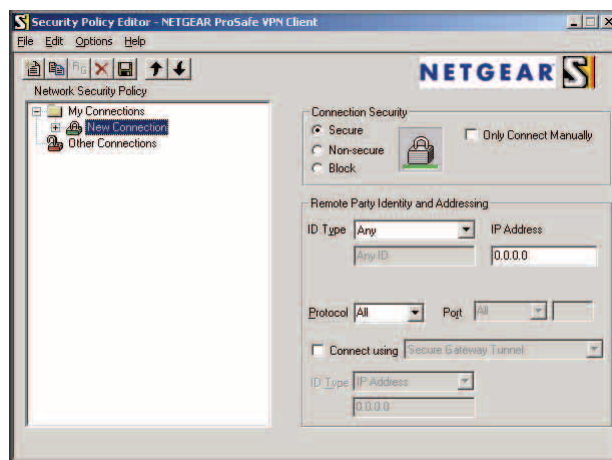 Security Policy Editor - NETGEAR ProSafe VPN Client
File Edit Options Help
NETGEAR
Network Security Policy
My Connections
New Connection
Other Connections
Connection Security
Secure
Non-secure
Block
Only Connect Manually
Remote Party Identity and Addressing
ID Type Any IP Address
Any ID 0.0.0.0
Protocol All Port All
Connect using Secure Gateway Tunnel
ID Type IP Address
0.0.0.0